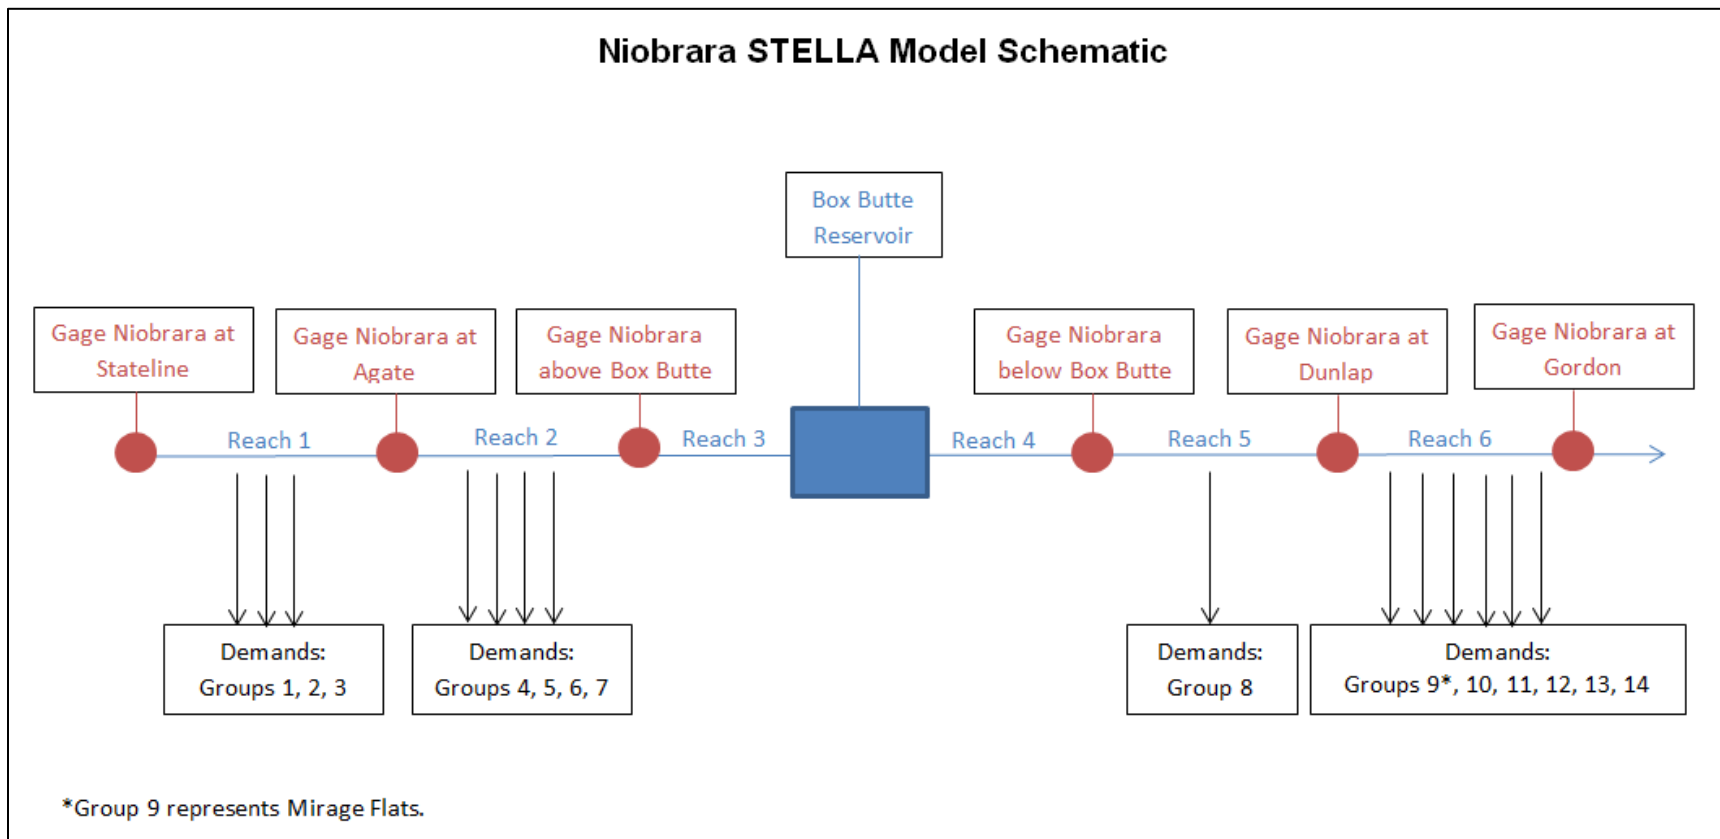 Niobrara STELLA Model Schematic
Box Butte
Reservoir
Gage Niobrara at
Stateline
Gage Niobrara at
Agate
Gage Niobrara
above Box Butte
Gage Niobrara
below Box Butte
Gage Niobrara at
Dunlap
Gage Niobrara at
Gordon
Reach 1
Reach 2
Reach 3
Reach 4
Reach 5
Reach 6
Demands:
Groups 1, 2, 3
Demands:
Groups 4, 5, 6, 7
Demands:
Group 8
Demands:
Groups 9*, 10, 11, 12, 13, 14
*Group 9 represents Mirage Flats.